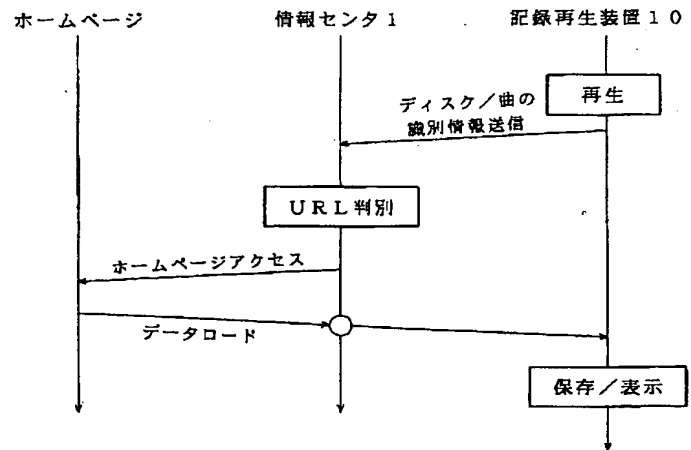 ホームページ
情報センタ1
記録再生装置10
再生
ディスク/曲の
識別情報送信
URL判別
ホームページアクセス
データロード
保存/表示